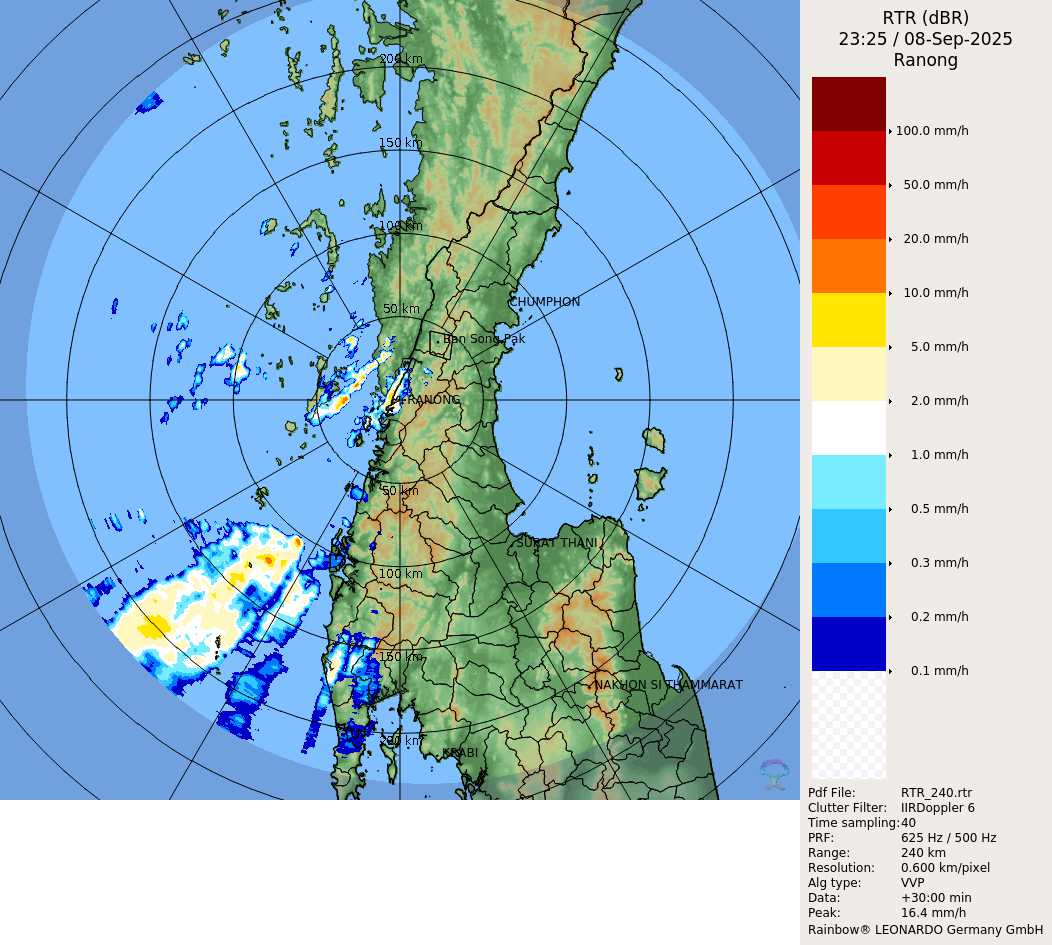 RTR (dBR)
23:25 / 08-Sep-2025
Ranong
200 km
150 km
100 km
50 km
CHUMPHON
Ban Song Pak
RANONG
50 km
SURAT THANI
100 km
150 km
NAKHON SI THAMMARAT
200 km
KRABI
100.0 mm/h
50.0 mm/h
20.0 mm/h
10.0 mm/h
5.0 mm/h
2.0 mm/h
1.0 mm/h
0.5 mm/h
0.3 mm/h
0.2 mm/h
0.1 mm/h
Pdf File: RTR_240.rtr
Clutter Filter: IIRDoppler 6
Time sampling: 40
PRF: 625 Hz / 500 Hz
Range: 240 km
Resolution: 0.600 km/pixel
Alg type: VVP
Data: +30:00 min
Peak: 16.4 mm/h
Rainbow® LEONARDO Germany GmbH